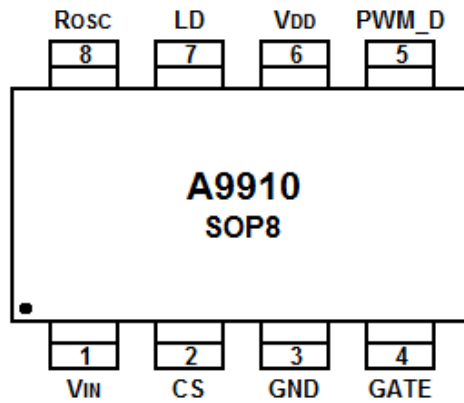 ROSC LD VDD PWM_D
8 7 6 5
A9910
SOP8
1 2 3 4
VIN CS GND GATE